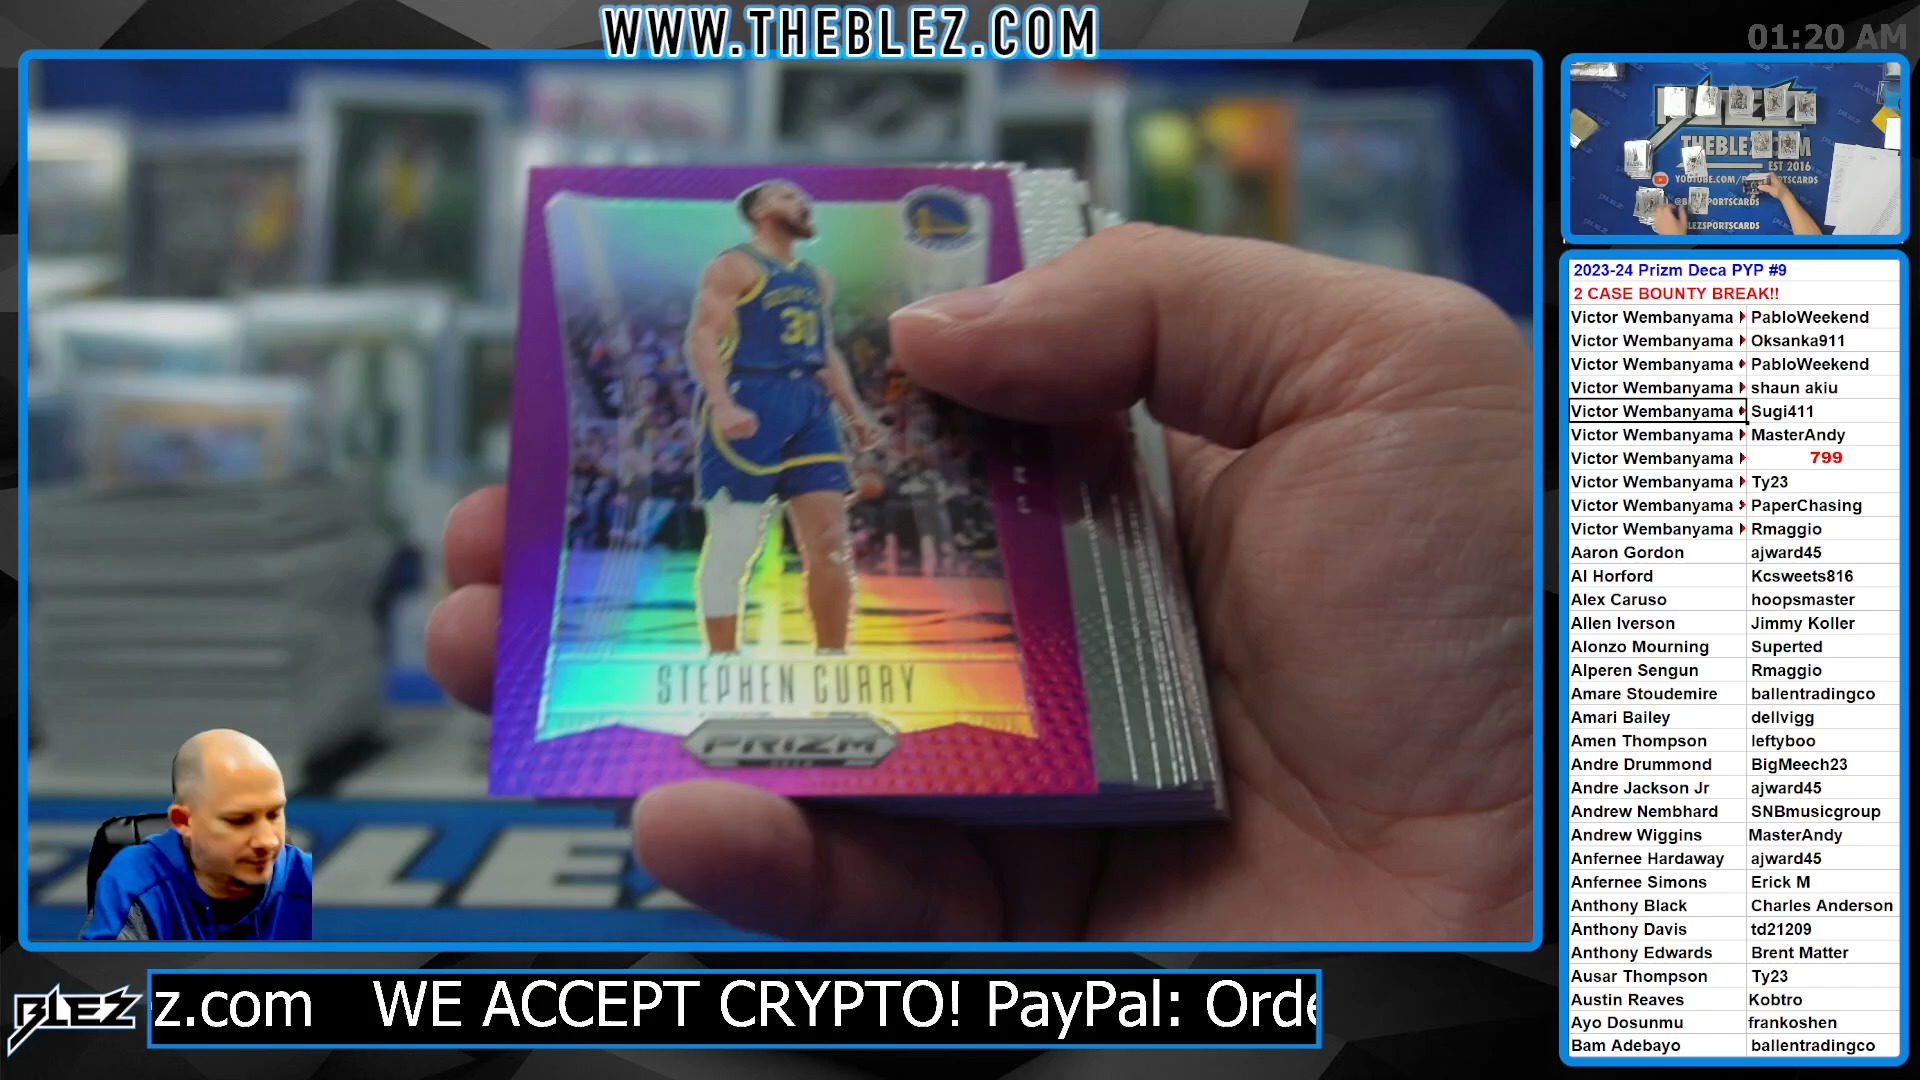 WWW.THEBLEZ.COM
01:20 AM
30
STEPHEN CURRY
PRIZM
THEBLEZ.COM
EST 2016
2023-24 Prizm Deca PYP #9
2 CASE BOUNTY BREAK!!
Victor Wembanyama PabloWeekend
Victor Wembanyama Oksanka911
Victor Wembanyama PabloWeekend
Victor Wembanyama shaun akiu
Victor Wembanyama Sugi411
Victor Wembanyama MasterAndy
Victor Wembanyama 799
Victor Wembanyama Ty23
Victor Wembanyama PaperChasing
Victor Wembanyama Rmaggio
Aaron Gordon ajward45
Al Horford Kcsweets816
Alex Caruso hoopsmaster
Allen Iverson Jimmy Koller
Alonzo Mourning Superted
Alperen Sengun Rmaggio
Amare Stoudemire ballentradingco
Amari Bailey dellvigg
Amen Thompson leftyboo
Andre Drummond BigMeech23
Andre Jackson Jr ajward45
Andrew Nembhard SNBmusicgroup
Andrew Wiggins MasterAndy
Anfernee Hardaway ajward45
Anfernee Simons Erick M
Anthony Black Charles Anderson
Anthony Davis td21209
Anthony Edwards Brent Matter
Ausar Thompson Ty23
Austin Reaves Kobtro
Ayo Dosunmu frankoshen
Bam Adebayo ballentradingco
BLEZ
z.com WE ACCEPT CRYPTO! PayPal: Orde